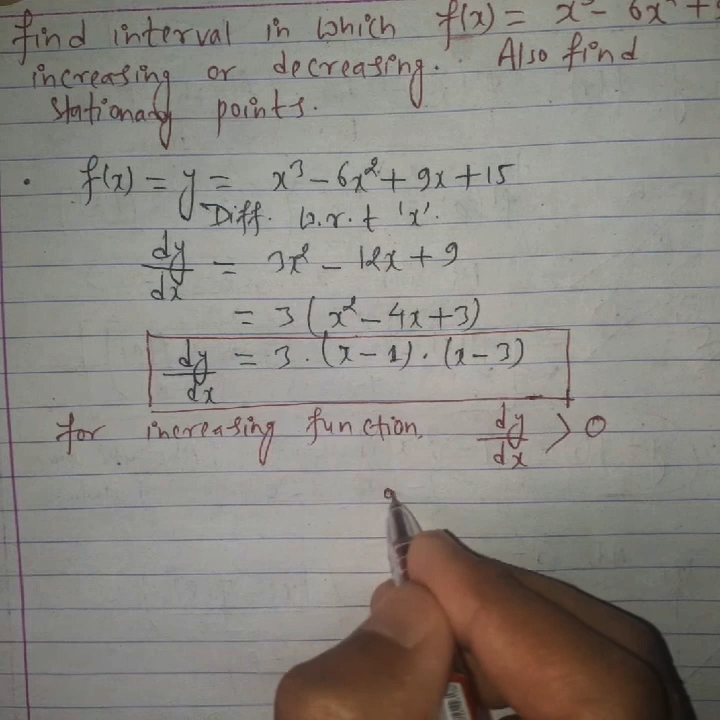 find interval in which f(x) = x³ - 6x² +
increasing or decreasing. Also find
stationary points.
f(x) = y = x³ - 6x² + 9x + 15
Diff. w.r.t 'x'.
dy/dx = 3x² - 12x + 9
= 3 (x² - 4x + 3)
dy/dx = 3 . (x - 1) . (x - 3)
for increasing function, dy/dx > 0